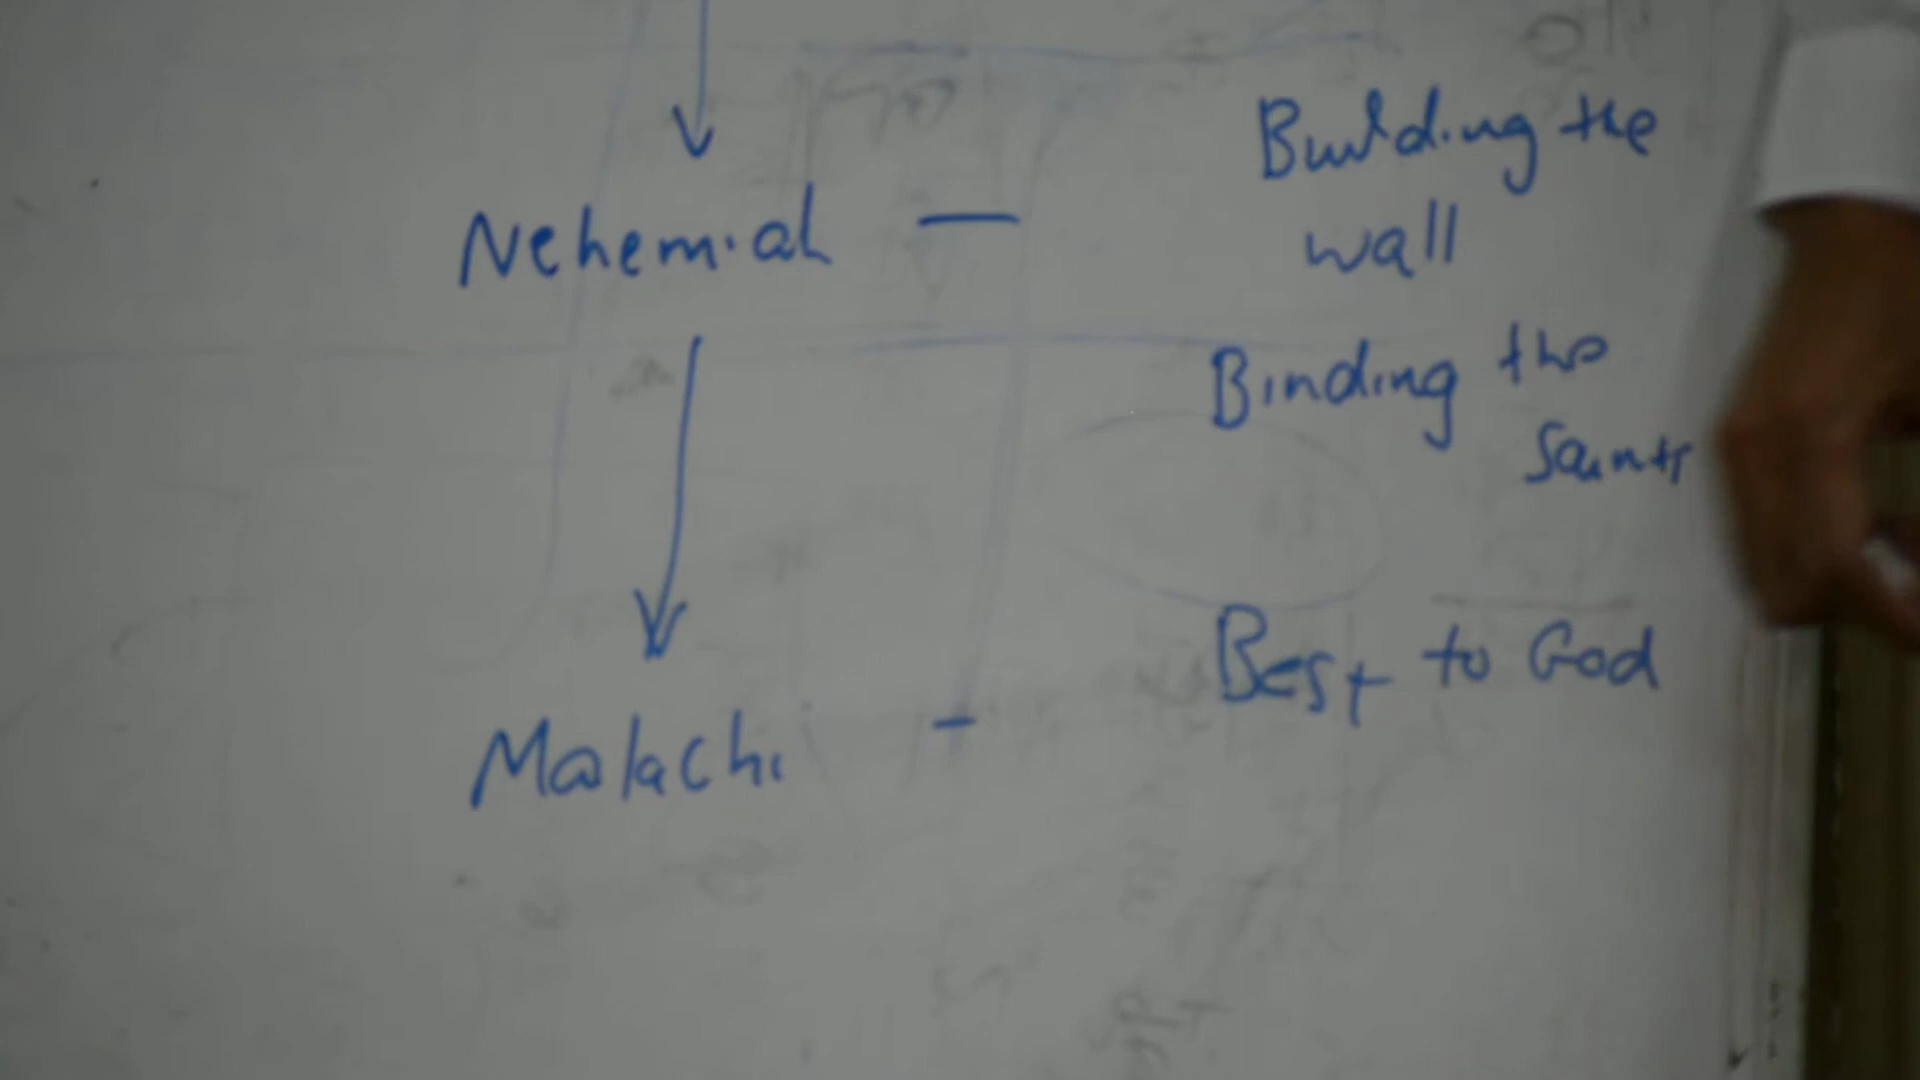 Nehemiah — Building the
wall
Binding the
Saints
Malachi - Best to God